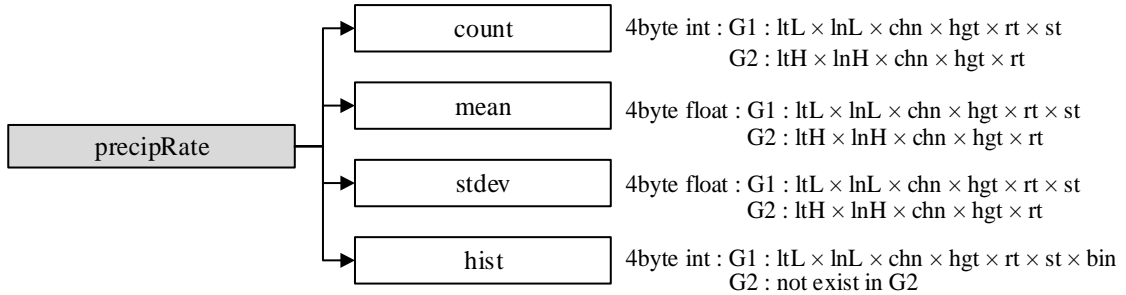 count 4byte int : G1 : ltL × lnL × chn × hgt × rt × st
G2 : ltH × lnH × chn × hgt × rt
mean 4byte float : G1 : ltL × lnL × chn × hgt × rt × st
G2 : ltH × lnH × chn × hgt × rt
precipRate
stdev 4byte float : G1 : ltL × lnL × chn × hgt × rt × st
G2 : ltH × lnH × chn × hgt × rt
hist 4byte int : G1 : ltL × lnL × chn × hgt × rt × st × bin
G2 : not exist in G2